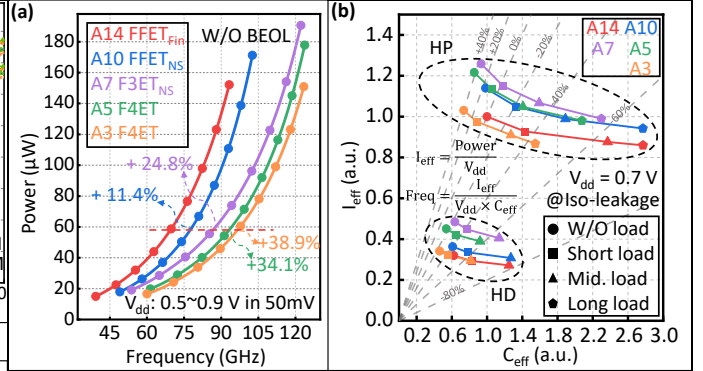 (a)
A14 FFETFin
W/O BEOL
A10 FFETNS
A7 F3ETNS
A5 F4ET
A3 F4ET
+ 24.8%
+ 11.4%
+38.9%
+34.1%
Vdd: 0.5~0.9 V in 50mV
Power (μW)
200
180
160
140
120
100
80
60
40
20
0
30 45 60 75 90 105 120
Frequency (GHz)
(b)
A14 A10
A7 A5
A3
HP
+40%
+20%
0%
-20%
-40%
-60%
-80%
Ieff = Power / Vdd
Freq = Ieff / Vdd × Ceff
Vdd = 0.7 V
@Iso-leakage
W/O load
Short load
Mid. load
Long load
HD
Ieff (a.u.)
1.4
1.2
1.0
0.8
0.6
0.4
0.2
0.0
0.2 0.6 1.0 1.4 1.8 2.2 2.6 3.0
Ceff (a.u.)